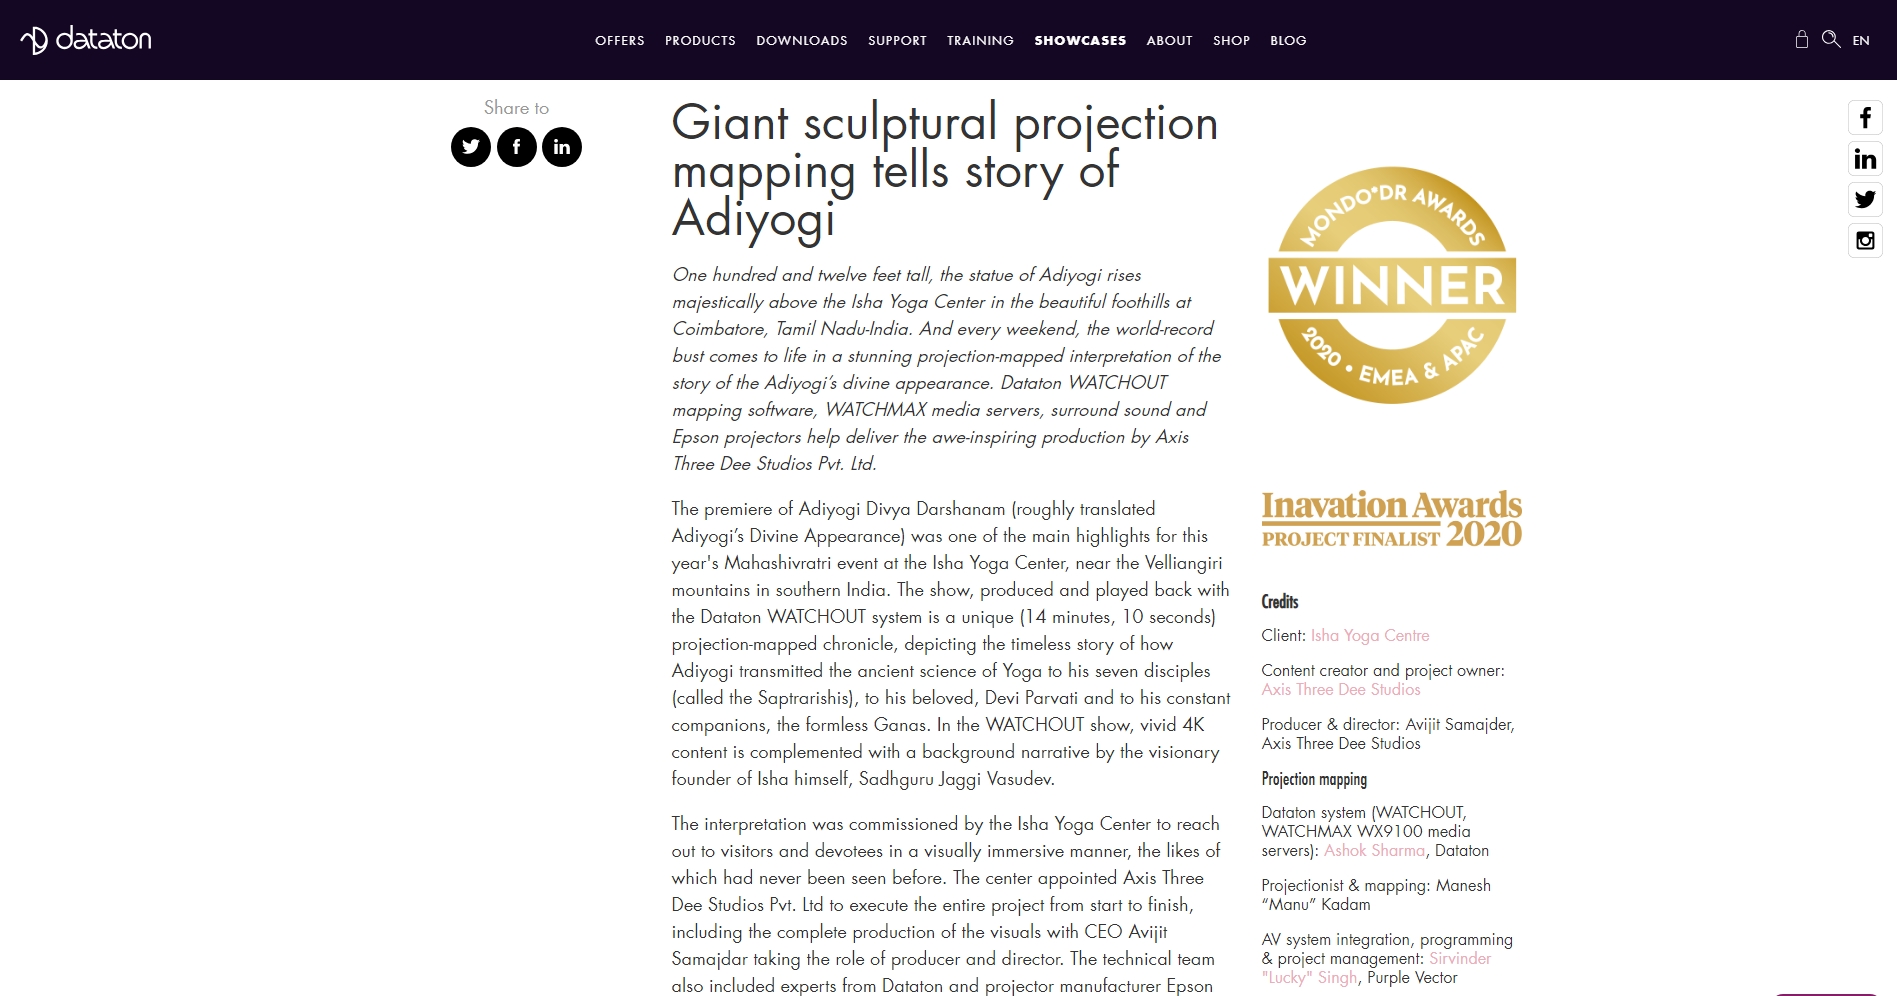 dataton
OFFERS PRODUCTS DOWNLOADS SUPPORT TRAINING SHOWCASES ABOUT SHOP BLOG
EN
Share to
Giant sculptural projection
mapping tells story of
Adiyogi
One hundred and twelve feet tall, the statue of Adiyogi rises
majestically above the Isha Yoga Center in the beautiful foothills at
Coimbatore, Tamil Nadu-India. And every weekend, the world-record
bust comes to life in a stunning projection-mapped interpretation of the
story of the Adiyogi’s divine appearance. Dataton WATCHOUT
mapping software, WATCHMAX media servers, surround sound and
Epson projectors help deliver the awe-inspiring production by Axis
Three Dee Studios Pvt. Ltd.
The premiere of Adiyogi Divya Darshanam (roughly translated
Adiyogi’s Divine Appearance) was one of the main highlights for this
year's Mahashivratri event at the Isha Yoga Center, near the Velliangiri
mountains in southern India. The show, produced and played back with
the Dataton WATCHOUT system is a unique (14 minutes, 10 seconds)
projection-mapped chronicle, depicting the timeless story of how
Adiyogi transmitted the ancient science of Yoga to his seven disciples
(called the Saptrarishis), to his beloved, Devi Parvati and to his constant
companions, the formless Ganas. In the WATCHOUT show, vivid 4K
content is complemented with a background narrative by the visionary
founder of Isha himself, Sadhguru Jaggi Vasudev.
The interpretation was commissioned by the Isha Yoga Center to reach
out to visitors and devotees in a visually immersive manner, the likes of
which had never been seen before. The center appointed Axis Three
Dee Studios Pvt. Ltd to execute the entire project from start to finish,
including the complete production of the visuals with CEO Avijit
Samajdar taking the role of producer and director. The technical team
also included experts from Dataton and projector manufacturer Epson
MONDO*DR AWARDS
WINNER
2020 • EMEA & APAC
Inavation Awards
PROJECT FINALIST 2020
Credits
Client: Isha Yoga Centre
Content creator and project owner:
Axis Three Dee Studios
Producer & director: Avijit Samajder,
Axis Three Dee Studios
Projection mapping
Dataton system (WATCHOUT,
WATCHMAX WX9100 media
servers): Ashok Sharma, Dataton
Projectionist & mapping: Manesh
“Manu” Kadam
AV system integration, programming
& project management: Sirvinder
"Lucky" Singh, Purple Vector